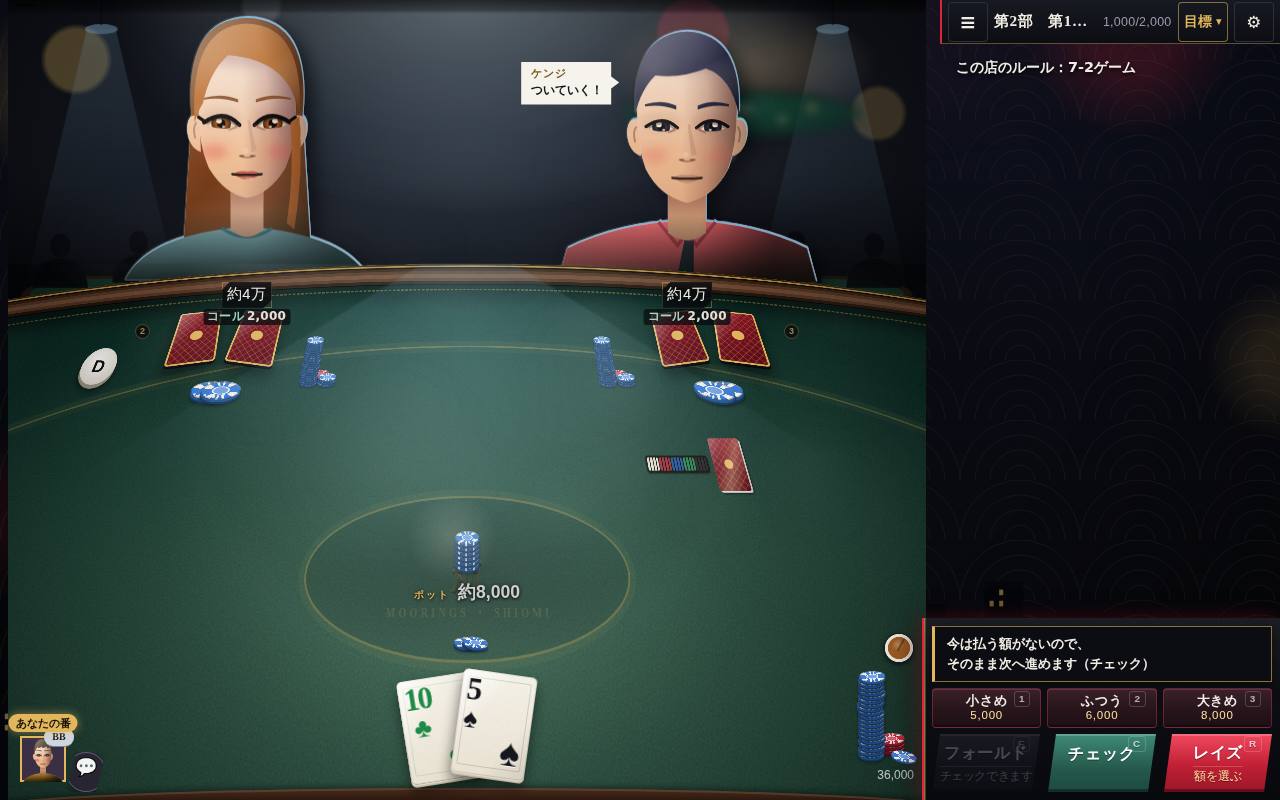 第2部 第1… 1,000/2,000 目標▾
この店のルール：7-2ゲーム
ケンジ
ついていく！
約4万
コール 2,000
2
約4万
コール 2,000
3
D
ポット 約8,000
MOORINGS · SHIOMI
10
5
36,000
あなたの番
BB
今は払う額がないので、
そのまま次へ進めます（チェック）
小さめ 1
5,000
ふつう 2
6,000
大きめ 3
8,000
フォールド F
チェックできます
チェック C
レイズ R
額を選ぶ